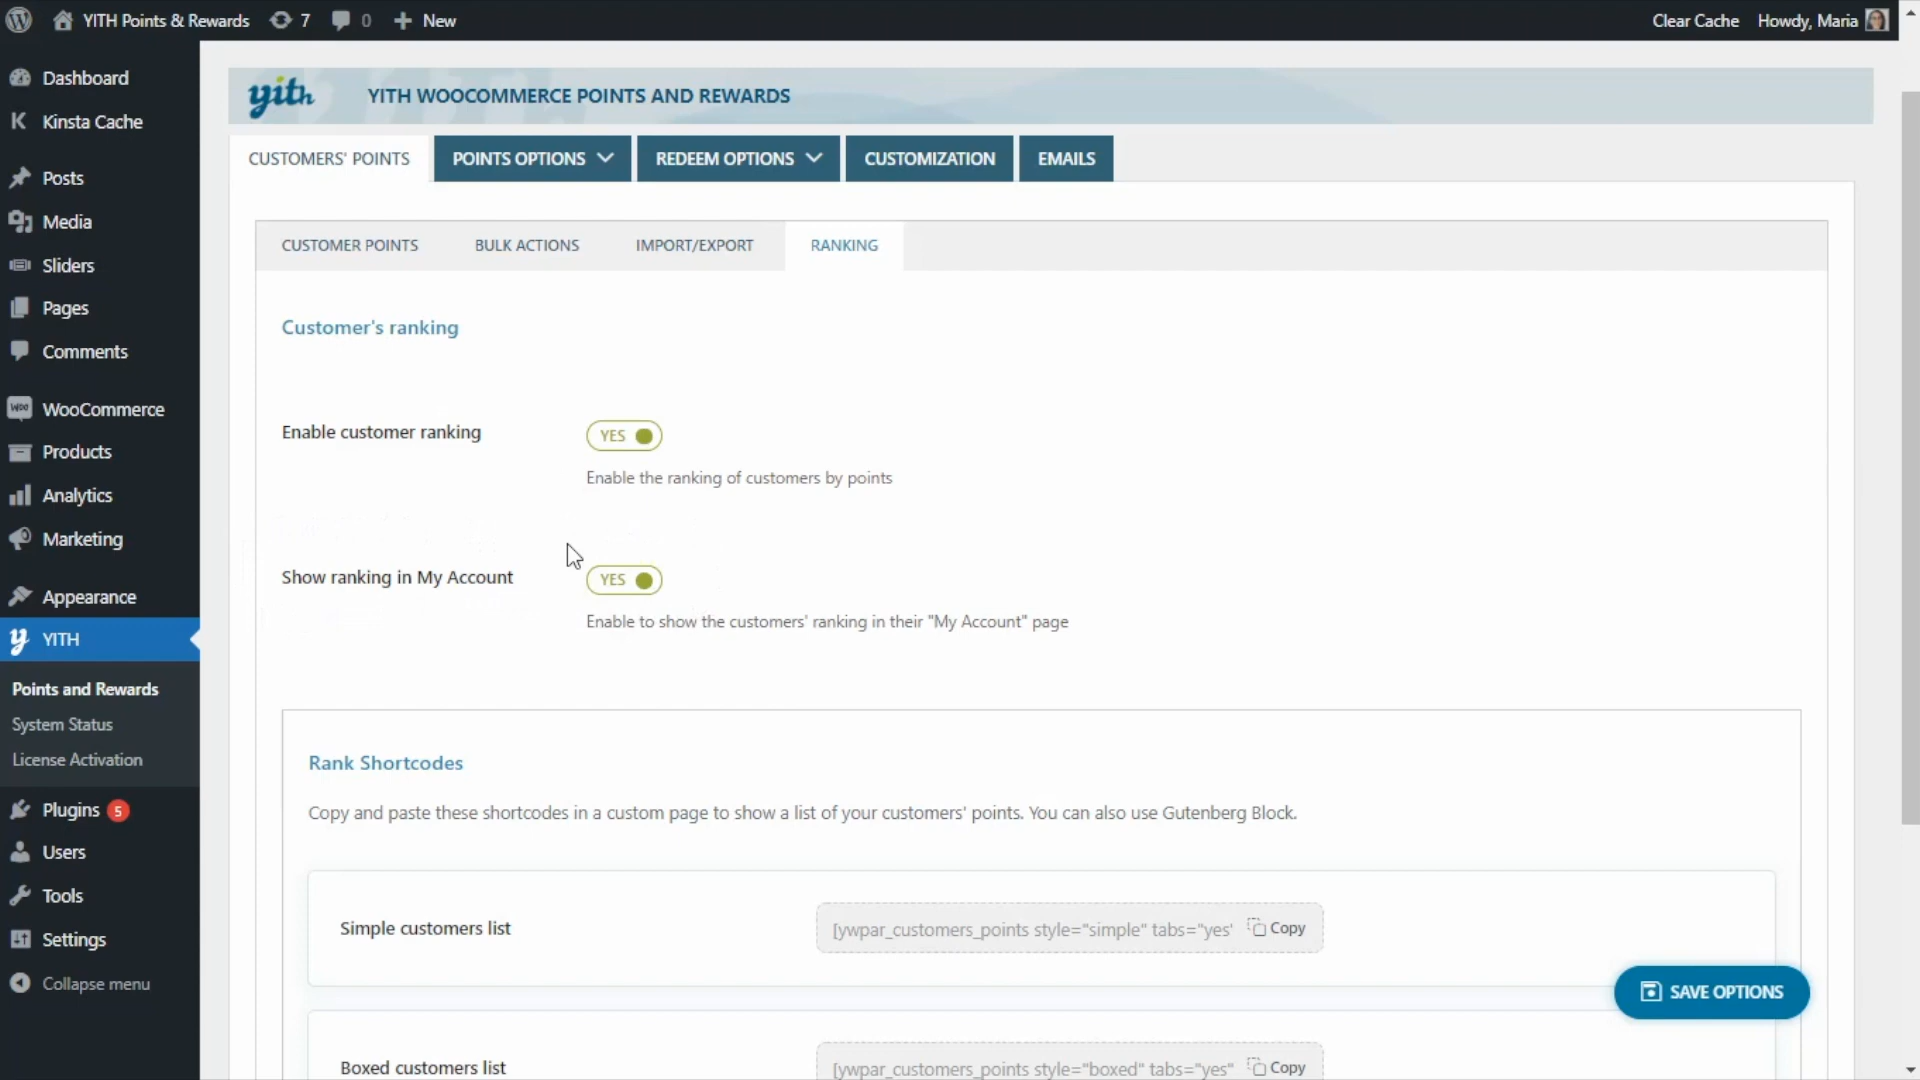 YITH Points & Rewards 7 0 New Clear Cache Howdy, Maria
Dashboard
Kinsta Cache
Posts
Media
Sliders
Pages
Comments
WooCommerce
Products
Analytics
Marketing
Appearance
YITH
Points and Rewards
System Status
License Activation
Plugins 5
Users
Tools
Settings
Collapse menu
yith YITH WOOCOMMERCE POINTS AND REWARDS
CUSTOMERS' POINTS POINTS OPTIONS REDEEM OPTIONS CUSTOMIZATION EMAILS
CUSTOMER POINTS BULK ACTIONS IMPORT/EXPORT RANKING
Customer's ranking
Enable customer ranking YES
Enable the ranking of customers by points
Show ranking in My Account YES
Enable to show the customers' ranking in their "My Account" page
Rank Shortcodes
Copy and paste these shortcodes in a custom page to show a list of your customers' points. You can also use Gutenberg Block.
Simple customers list [ywpar_customers_points style="simple" tabs="yes' Copy
SAVE OPTIONS
Boxed customers list [ywpar_customers_points style="boxed" tabs="yes" Copy